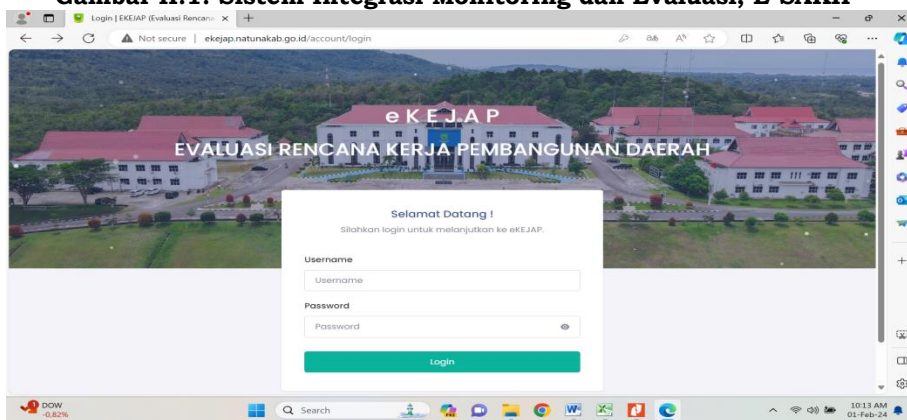 Gambar II.1. Sistem Integrasi Monitoring dan Evaluasi, E-SAKIP
Login | EKEJAP (Evaluasi Rencan
Not secure | ekejap.natunakab.go.id/account/login
eKEJAP
EVALUASI RENCANA KERJA PEMBANGUNAN DAERAH
Selamat Datang !
Silahkan login untuk melanjutkan ke eKEJAP.
Username
Username
Password
Password
Login
DOW
-0,82%
Search
10:13 AM
01-Feb-24